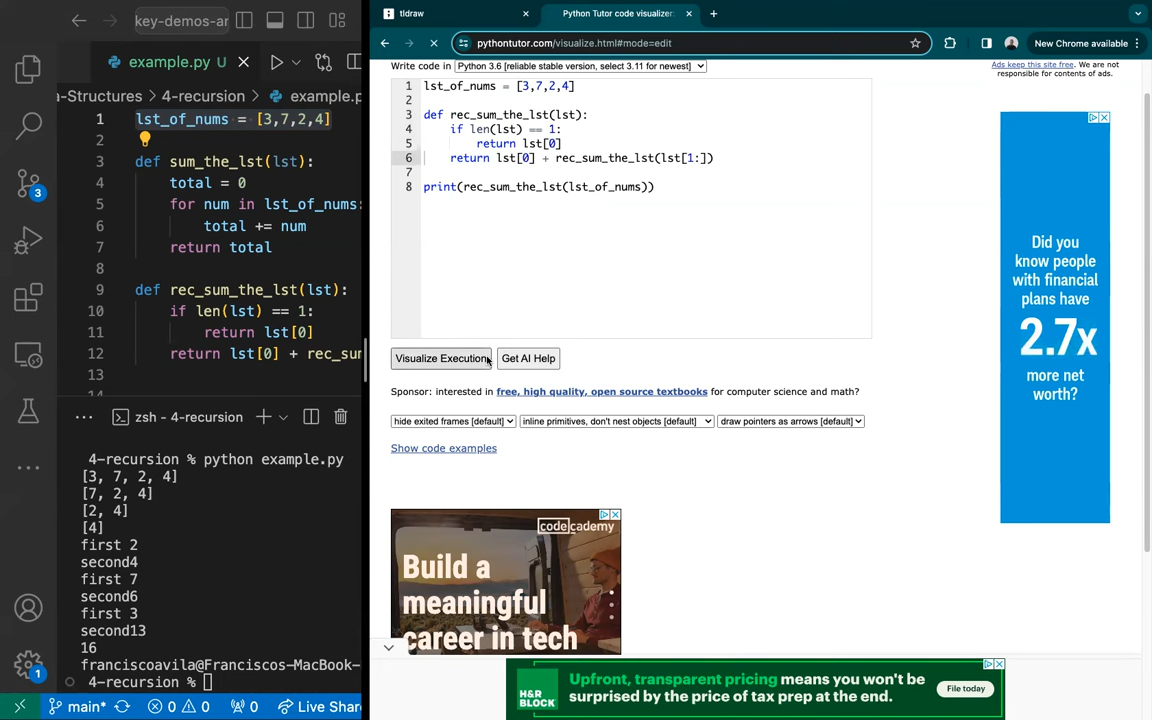 key-demos-ar
example.py U
a-Structures > 4-recursion > example.p
1 lst_of_nums = [3,7,2,4]
2
3 def sum_the_lst(lst):
4 total = 0
5 for num in lst_of_nums:
6 total += num
7 return total
8
9 def rec_sum_the_lst(lst):
10 if len(lst) == 1:
11 return lst[0]
12 return lst[0] + rec_sum
13
14
3
zsh - 4-recursion
4-recursion % python example.py
[3, 7, 2, 4]
[7, 2, 4]
[2, 4]
[4]
first 2
second4
first 7
second6
first 3
second13
16
franciscoavila@Franciscos-MacBook-
4-recursion %
1
main* 0 0 0 Live Share
tldraw
Python Tutor code visualizer:
pythontutor.com/visualize.html#mode=edit
New Chrome available
Write code in Python 3.6 [reliable stable version, select 3.11 for newest]
Ads keep this site free. We are
not responsible for contents of ads.
1 lst_of_nums = [3,7,2,4]
2
3 def rec_sum_the_lst(lst):
4 if len(lst) == 1:
5 return lst[0]
6 return lst[0] + rec_sum_the_lst(lst[1:])
7
8 print(rec_sum_the_lst(lst_of_nums))
Visualize Execution Get AI Help
Sponsor: interested in free, high quality, open source textbooks for computer science and math?
hide exited frames [default] inline primitives, don't nest objects [default] draw pointers as arrows [default]
Show code examples
Did you
know people
with financial
plans have
2.7x
more net
worth?
codecademy
Build a
meaningful
career in tech
H&R
BLOCK
Upfront, transparent pricing means you won't be
surprised by the price of tax prep at the end.
File today